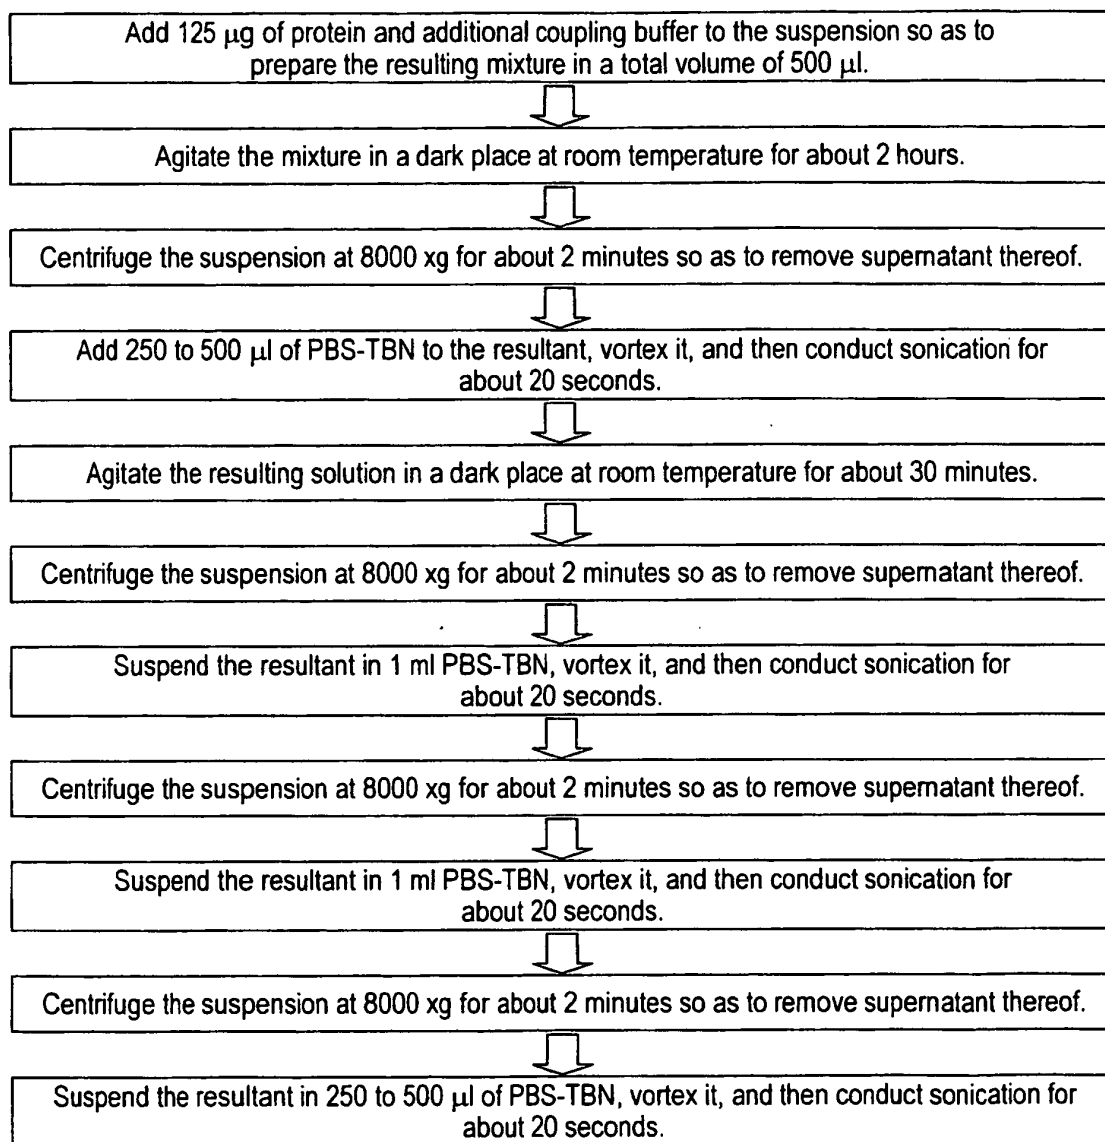 Add 125 μg of protein and additional coupling buffer to the suspension so as to
prepare the resulting mixture in a total volume of 500 μl.
Agitate the mixture in a dark place at room temperature for about 2 hours.
Centrifuge the suspension at 8000 xg for about 2 minutes so as to remove supernatant thereof.
Add 250 to 500 μl of PBS-TBN to the resultant, vortex it, and then conduct sonication for
about 20 seconds.
Agitate the resulting solution in a dark place at room temperature for about 30 minutes.
Centrifuge the suspension at 8000 xg for about 2 minutes so as to remove supernatant thereof.
Suspend the resultant in 1 ml PBS-TBN, vortex it, and then conduct sonication for
about 20 seconds.
Centrifuge the suspension at 8000 xg for about 2 minutes so as to remove supernatant thereof.
Suspend the resultant in 1 ml PBS-TBN, vortex it, and then conduct sonication for
about 20 seconds.
Centrifuge the suspension at 8000 xg for about 2 minutes so as to remove supernatant thereof.
Suspend the resultant in 250 to 500 μl of PBS-TBN, vortex it, and then conduct sonication for
about 20 seconds.